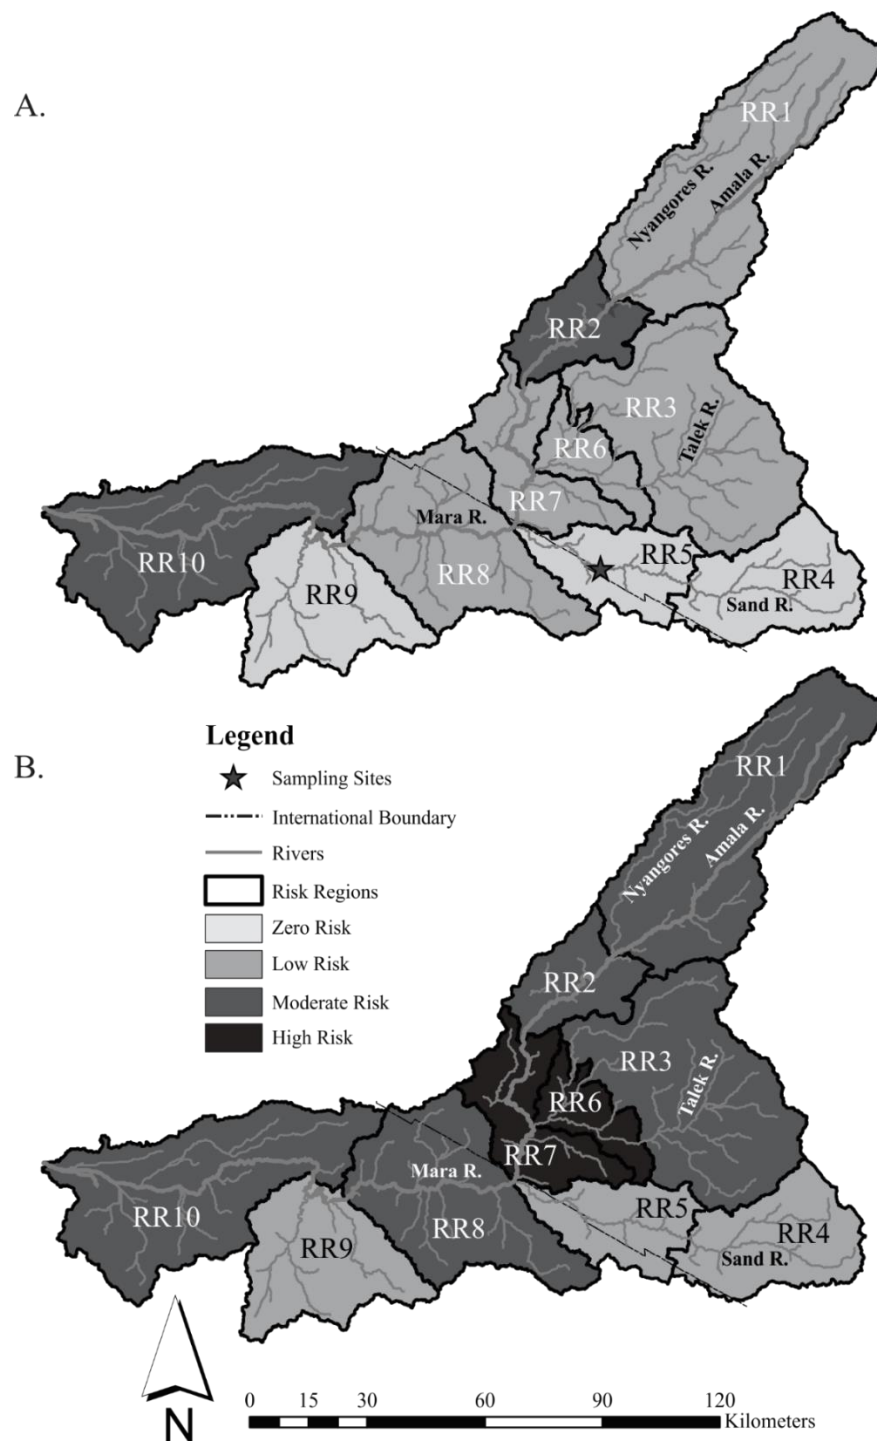 A.
RR1
Nyangores R.
Amala R.
RR2
RR3
Talek R.
RR6
RR7
Mara R.
RR5
RR10
RR8
RR9
RR4
Sand R.
Legend
Sampling Sites
International Boundary
Rivers
Risk Regions
Zero Risk
Low Risk
Moderate Risk
High Risk
B.
RR1
Nyangores R.
Amala R.
RR2
RR3
Talek R.
RR6
RR7
Mara R.
RR5
RR10
RR8
RR9
RR4
Sand R.
N
0 15 30 60 90 120
Kilometers